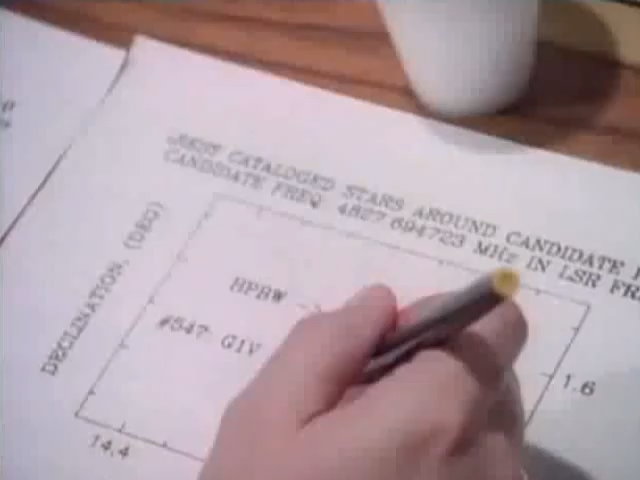 CATALOGED STARS AROUND CANDIDATE
CANDIDATE FREQ 4827.694723 MHz IN LSR FR
DECLINATION, (DEG)
HPBW
#547 G1V
1.6
14.4